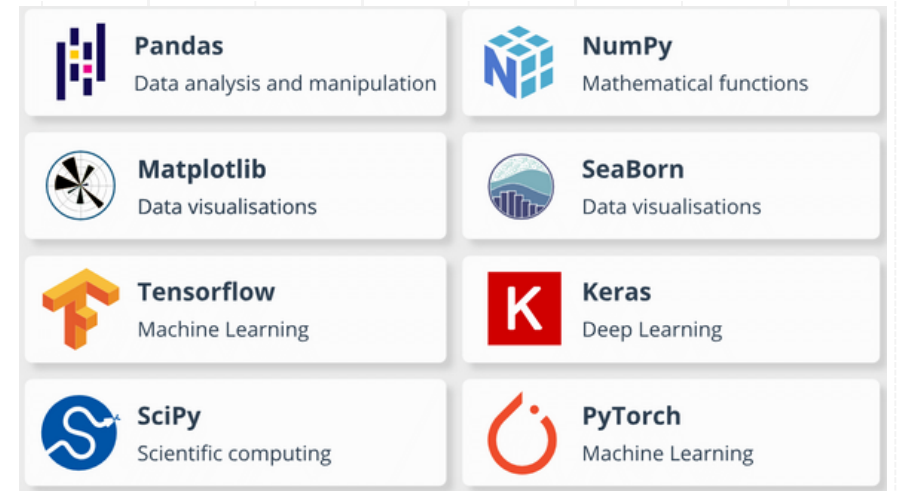 Pandas
Data analysis and manipulation
NumPy
Mathematical functions
Matplotlib
Data visualisations
SeaBorn
Data visualisations
Tensorflow
Machine Learning
K
Keras
Deep Learning
SciPy
Scientific computing
PyTorch
Machine Learning